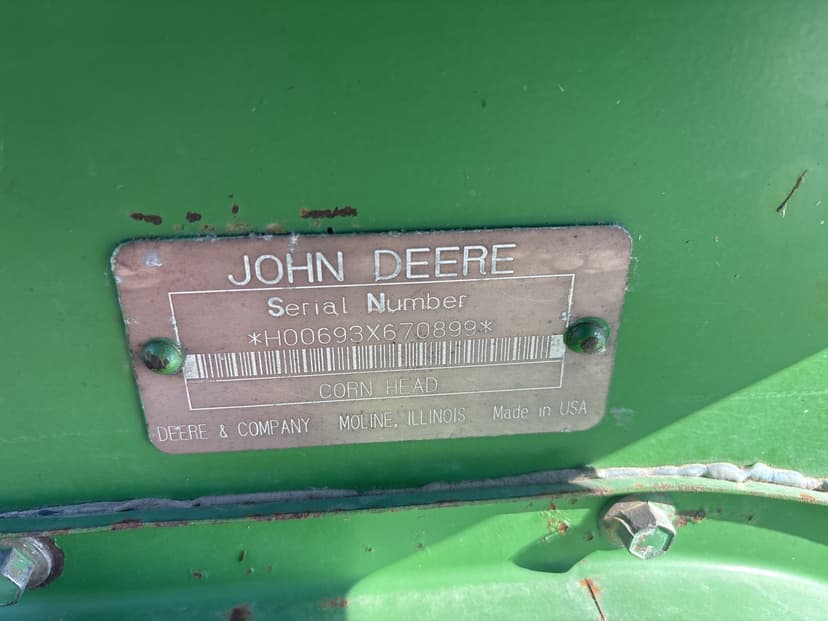 JOHN DEERE
Serial Number
*H00693X670899*
CORN HEAD
DEERE & COMPANY MOLINE, ILLINOIS Made in USA